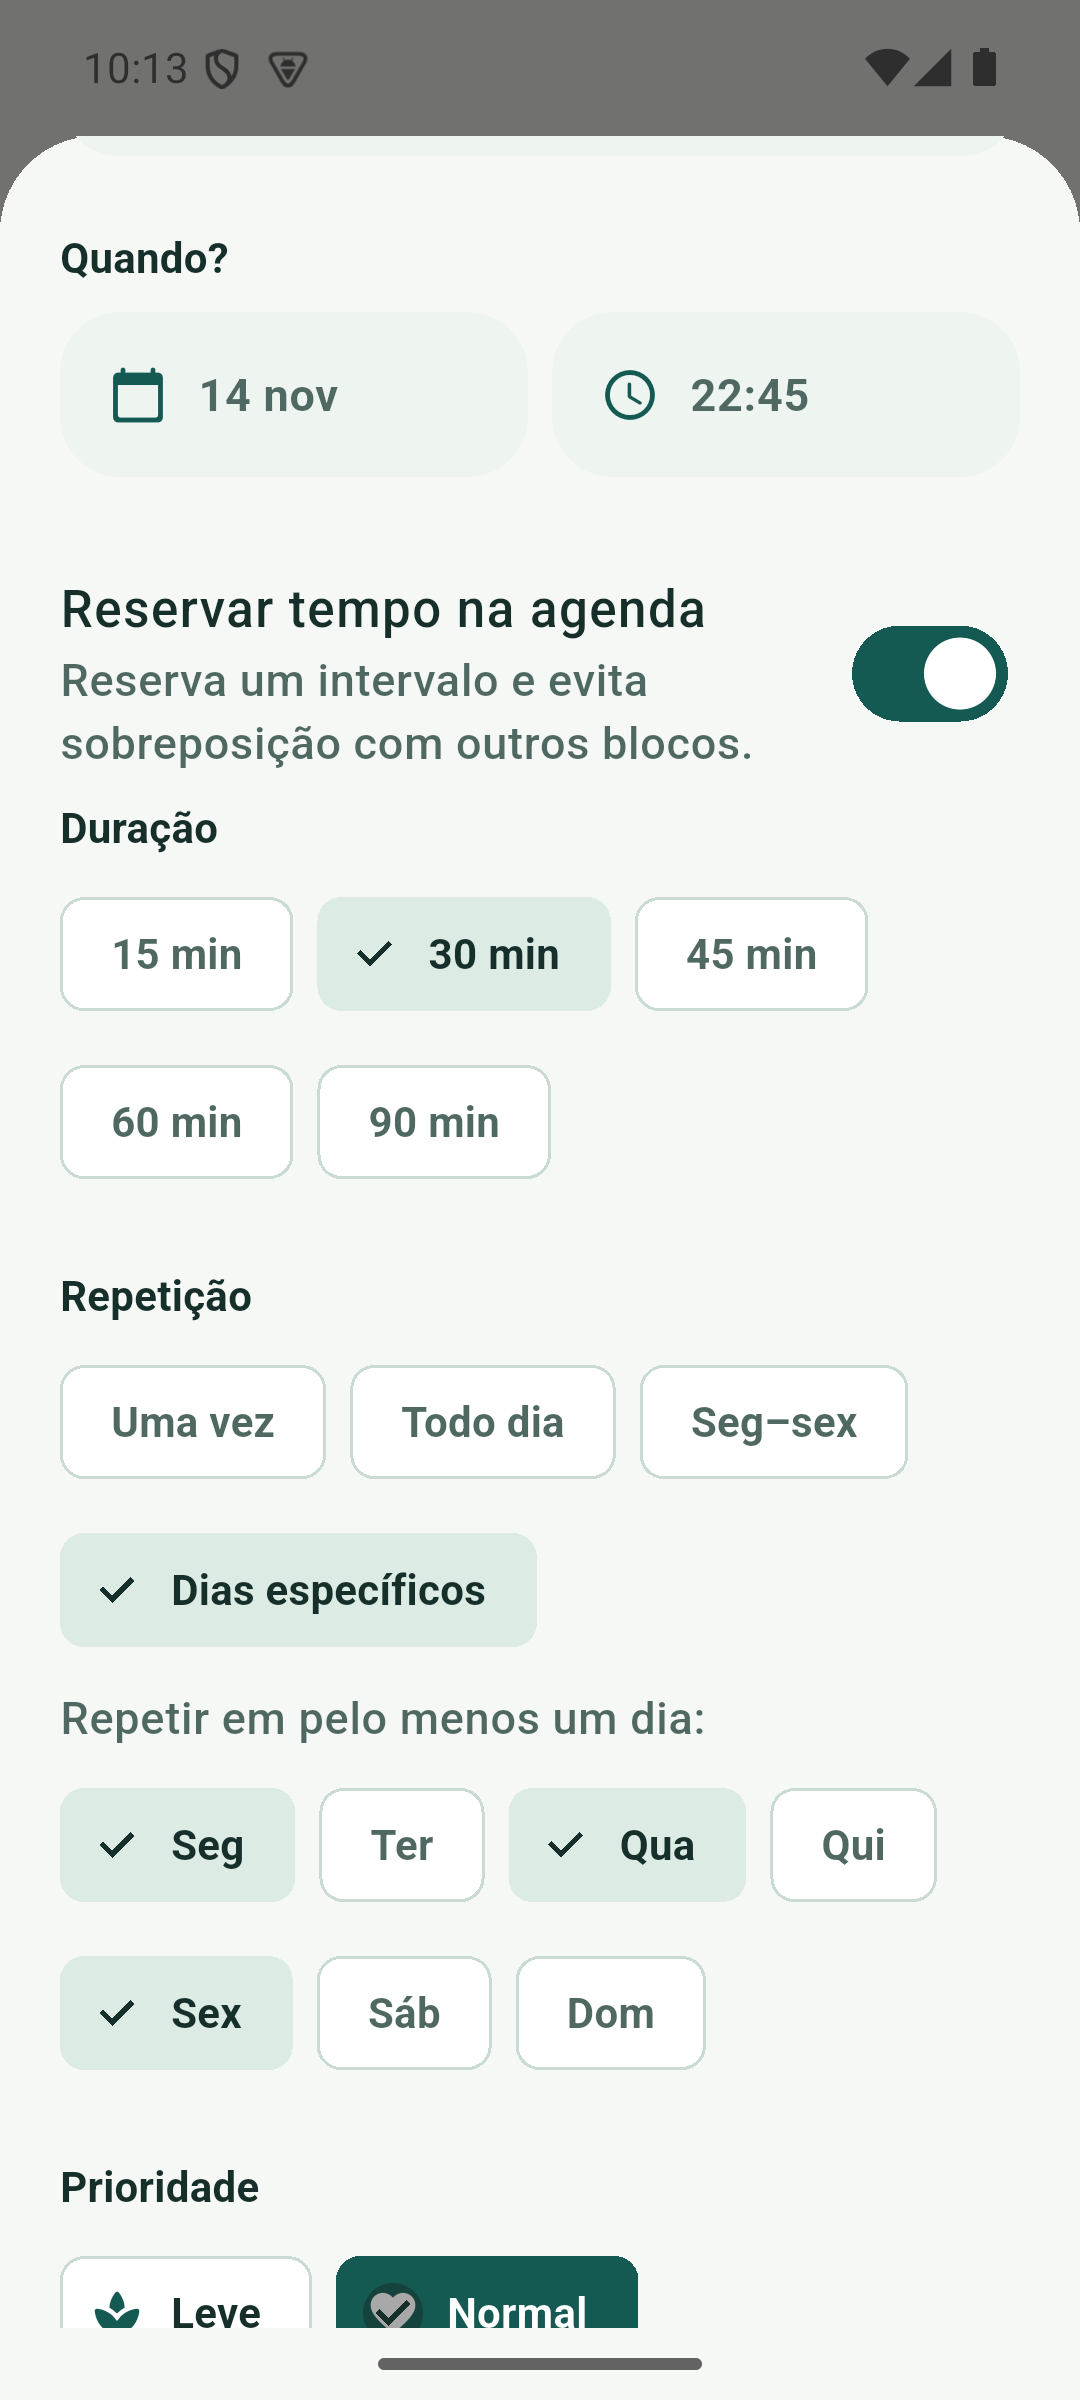 10:13
Quando?
14 nov
22:45
Reservar tempo na agenda
Reserva um intervalo e evita
sobreposição com outros blocos.
Duração
15 min
30 min
45 min
60 min
90 min
Repetição
Uma vez
Todo dia
Seg–sex
Dias específicos
Repetir em pelo menos um dia:
Seg
Ter
Qua
Qui
Sex
Sáb
Dom
Prioridade
Leve
Normal